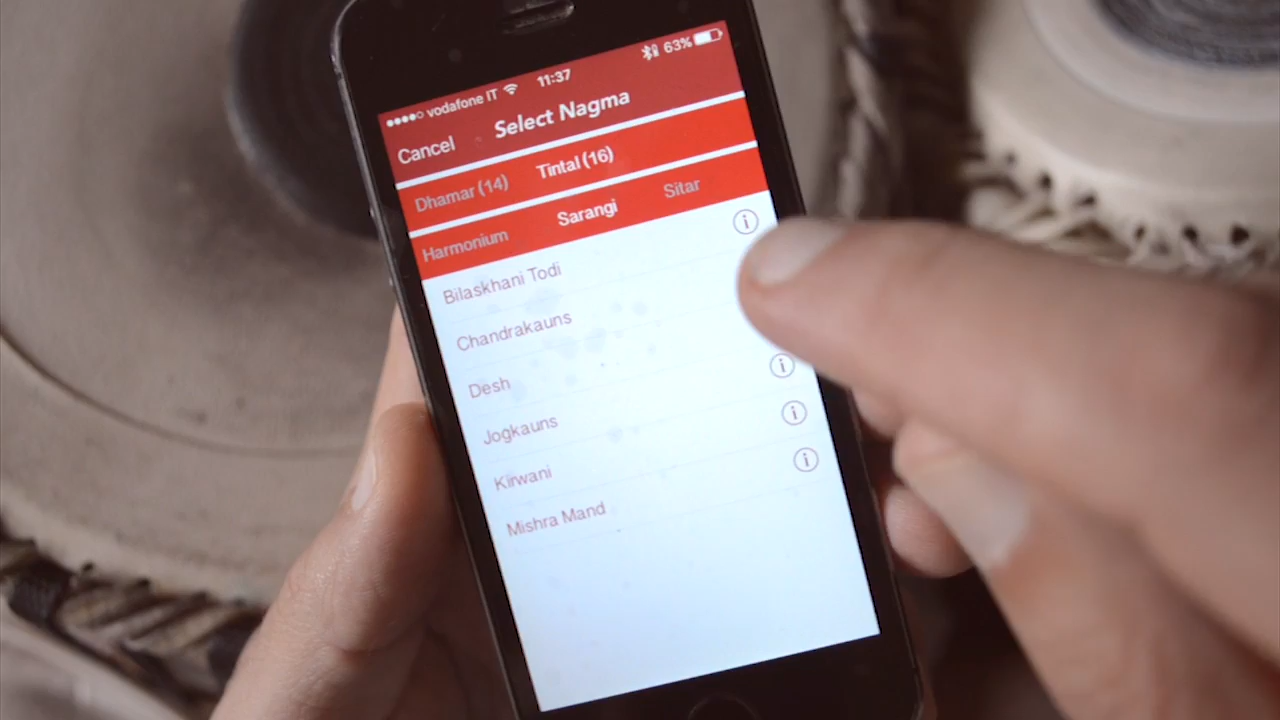 vodafone IT 11:37 63%
Cancel Select Nagma
Dhamar (14) Tintal (16)
Harmonium Sarangi Sitar
Bilaskhani Todi
Chandrakauns
Desh
Jogkauns
Kirwani
Mishra Mand